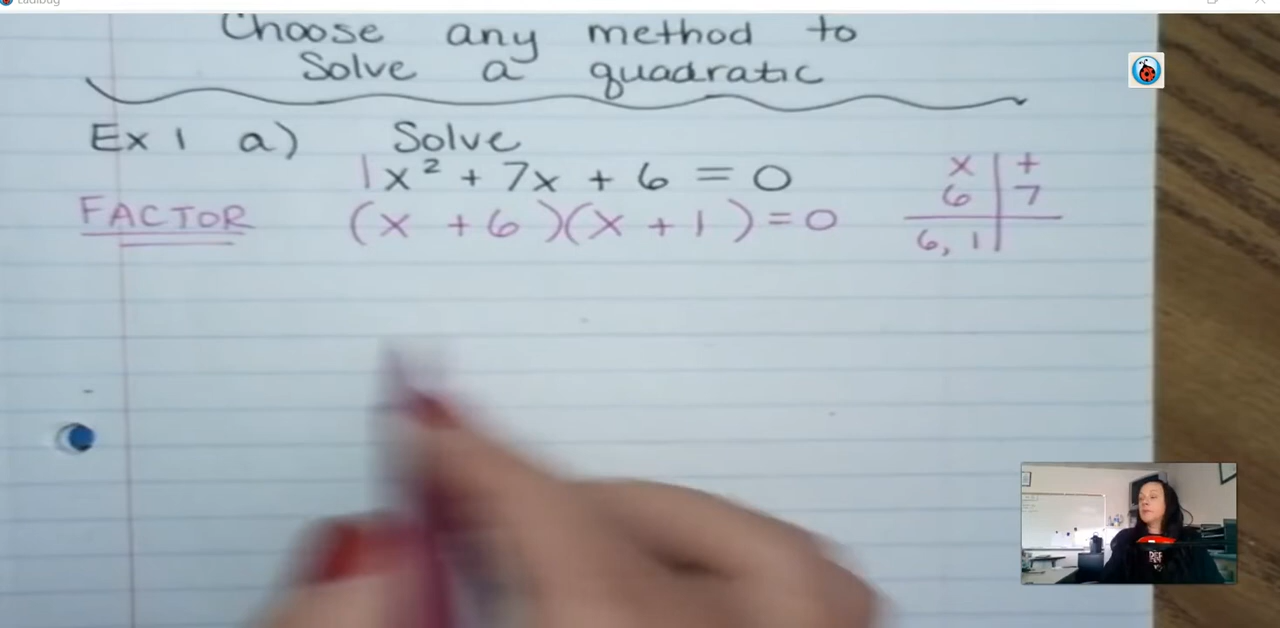 Ladibug
Choose any method to
Solve a quadratic
Ex 1 a) Solve
1x² + 7x + 6 = 0
x | +
6 | 7
FACTOR (x + 6)(x + 1) = 0
6, 1